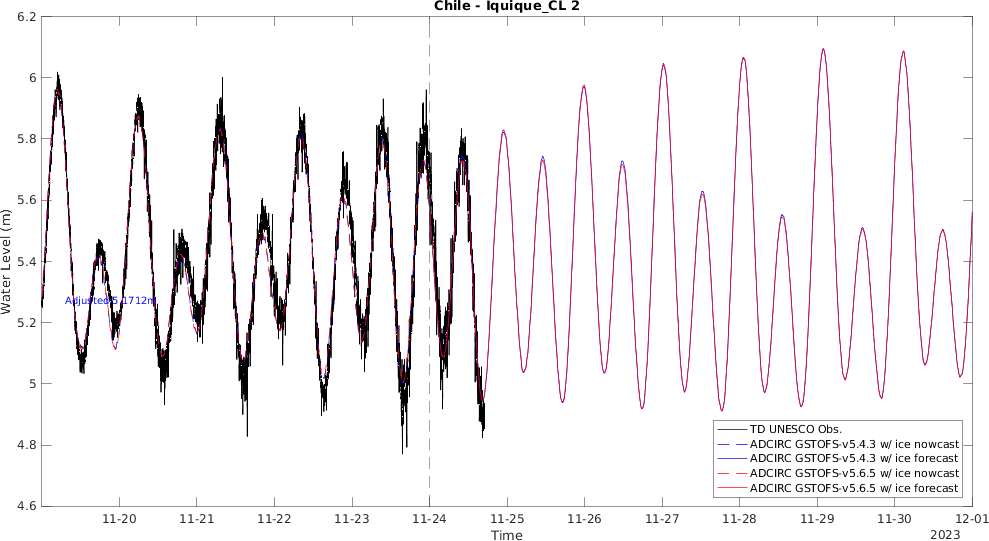 Chile - Iquique_CL 2
6.2
6
5.8
5.6
5.4
5.2
5
4.8
4.6
Water Level (m)
Adjusted 5.1712m
TD UNESCO Obs.
ADCIRC GSTOFS-v5.4.3 w/ ice nowcast
ADCIRC GSTOFS-v5.4.3 w/ ice forecast
ADCIRC GSTOFS-v5.6.5 w/ ice nowcast
ADCIRC GSTOFS-v5.6.5 w/ ice forecast
11-20 11-21 11-22 11-23 11-24 11-25 11-26 11-27 11-28 11-29 11-30 12-01
Time
2023